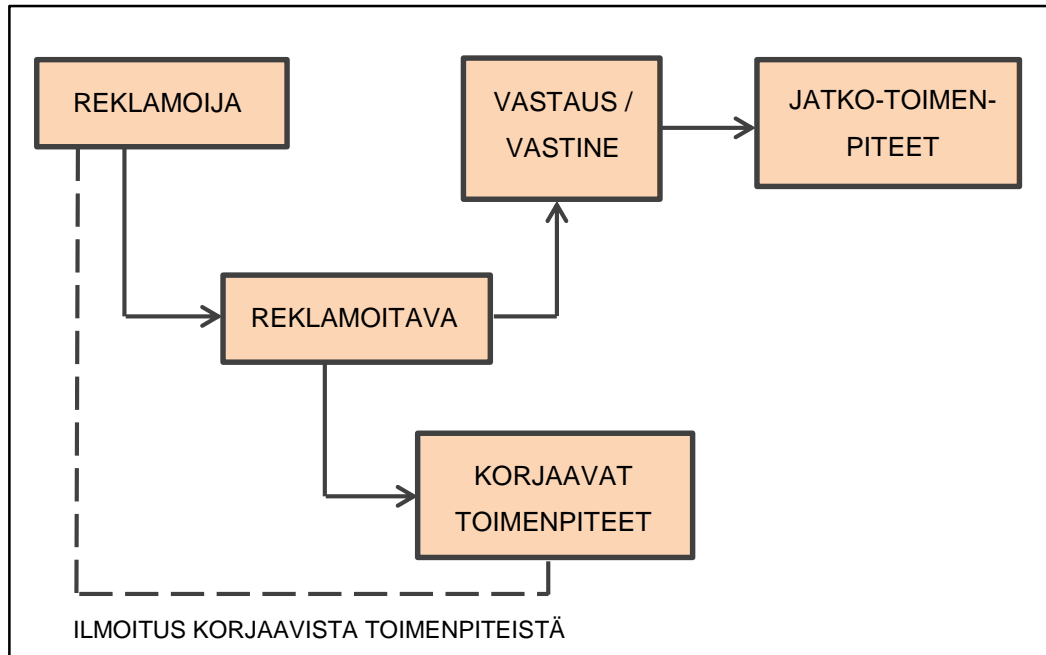 REKLAMOIJA
VASTAUS /
VASTINE
JATKO-TOIMEN-
PITEET
REKLAMOITAVA
KORJAAVAT
TOIMENPITEET
ILMOITUS KORJAAVISTA TOIMENPITEISTÄ